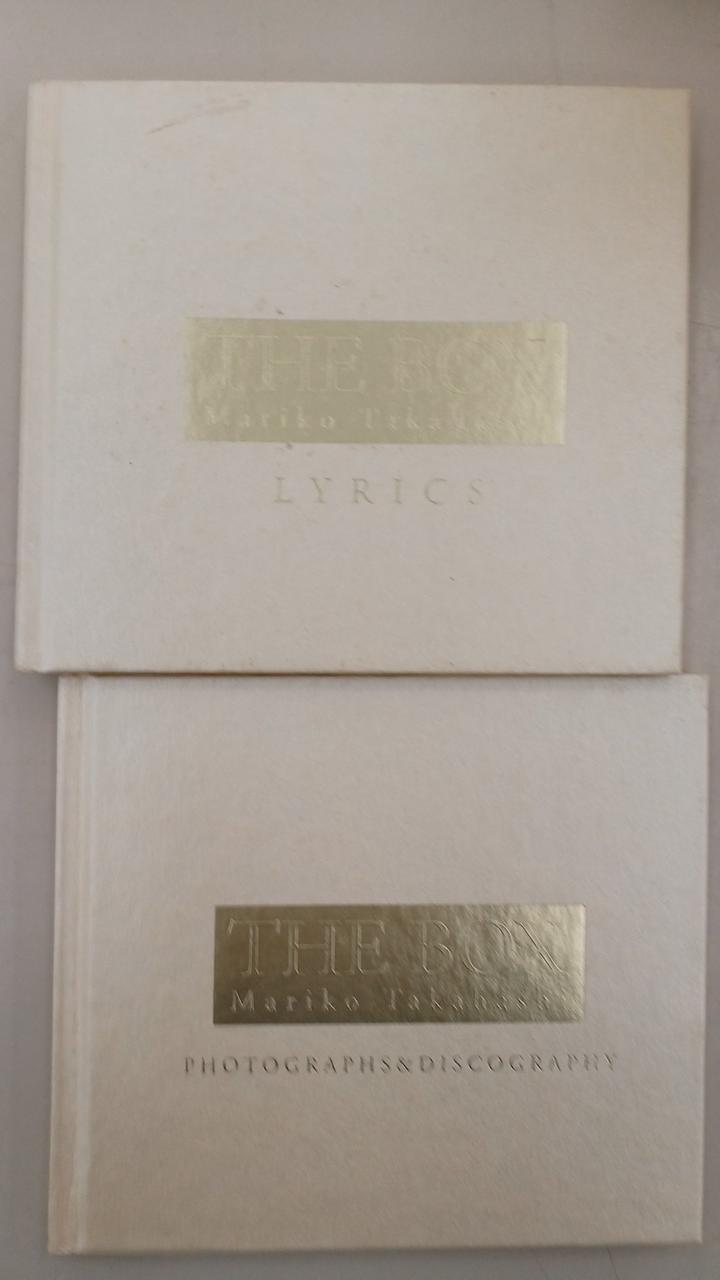 THE BOX
Mariko Takahashi
LYRICS
THE BOX
Mariko Takahashi
PHOTOGRAPHS&DISCOGRAPHY